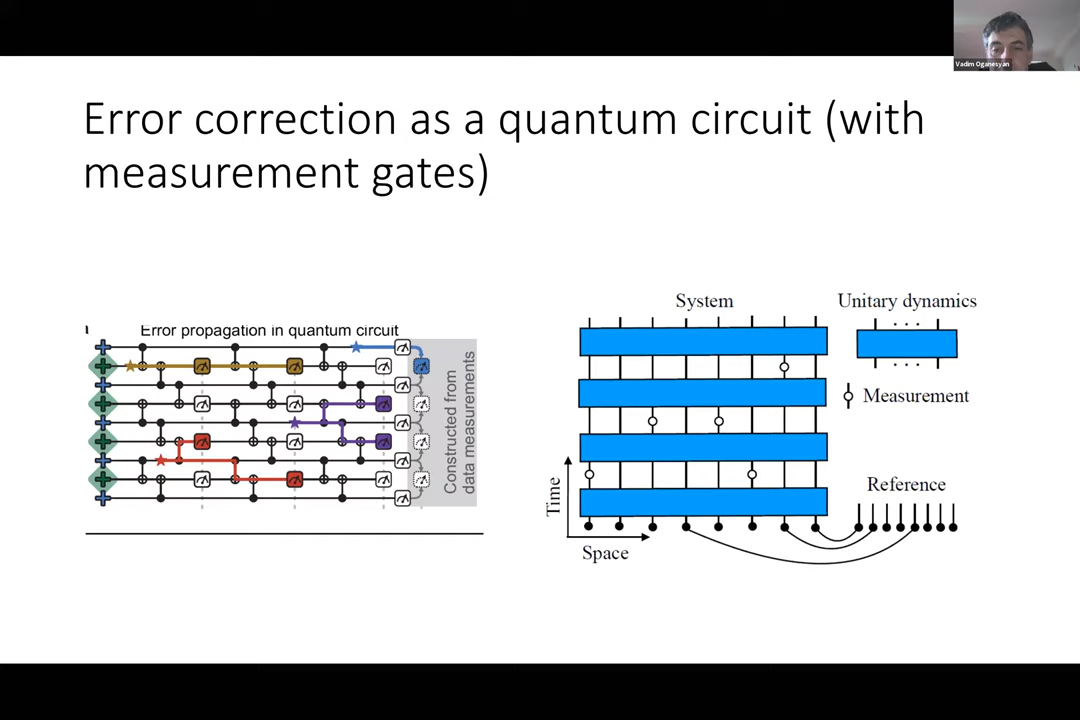 Vadim Oganesyan
Error correction as a quantum circuit (with
measurement gates)
Error propagation in quantum circuit
Constructed from
data measurements
System
Unitary dynamics
Measurement
Reference
Time
Space